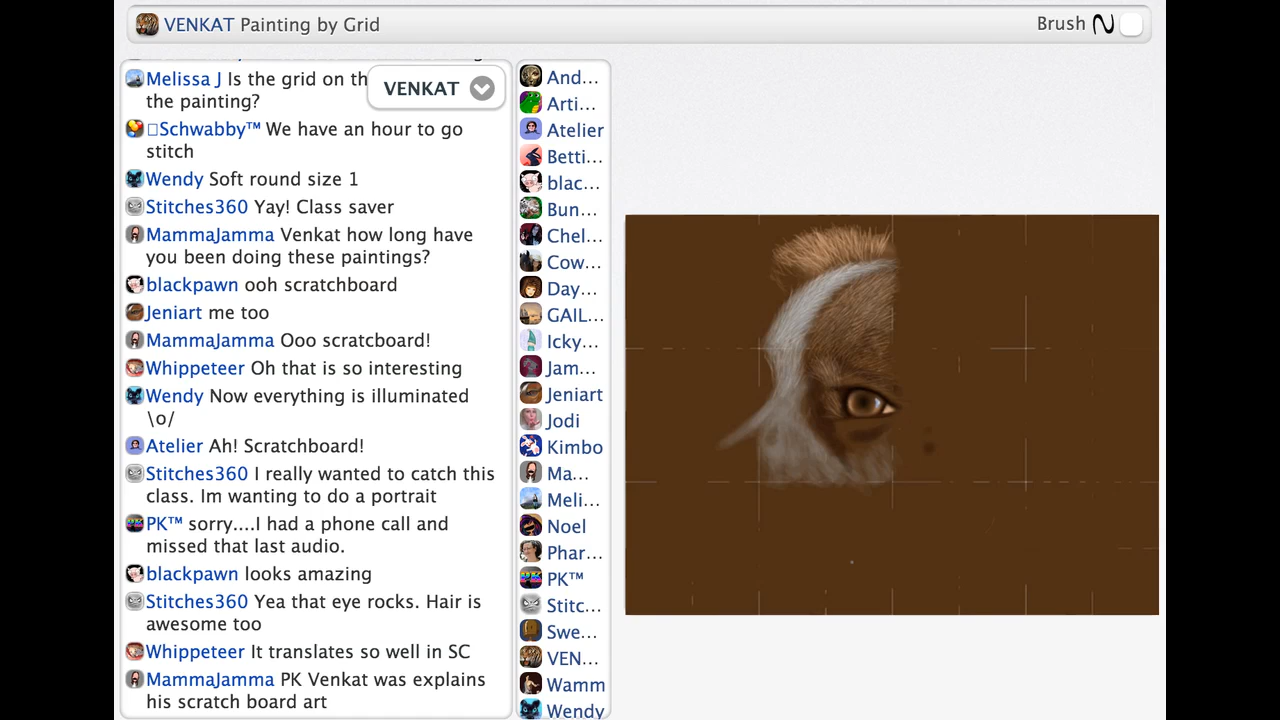 VENKAT Painting by Grid
Brush
VENKAT
Melissa J Is the grid on th
the painting?
Schwabby™ We have an hour to go
stitch
Wendy Soft round size 1
Stitches360 Yay! Class saver
MammaJamma Venkat how long have
you been doing these paintings?
blackpawn ooh scratchboard
Jeniart me too
MammaJamma Ooo scratcboard!
Whippeteer Oh that is so interesting
Wendy Now everything is illuminated
\o/
Atelier Ah! Scratchboard!
Stitches360 I really wanted to catch this
class. Im wanting to do a portrait
PK™ sorry....I had a phone call and
missed that last audio.
blackpawn looks amazing
Stitches360 Yea that eye rocks. Hair is
awesome too
Whippeteer It translates so well in SC
MammaJamma PK Venkat was explains
his scratch board art
And...
Arti...
Atelier
Betti...
blac...
Bun...
Chel...
Cow...
Day...
GAIL...
Icky...
Jam...
Jeniart
Jodi
Kimbo
Ma...
Meli...
Noel
Phar...
PK™
Stitc...
Swe...
VEN...
Wamm
Wendy